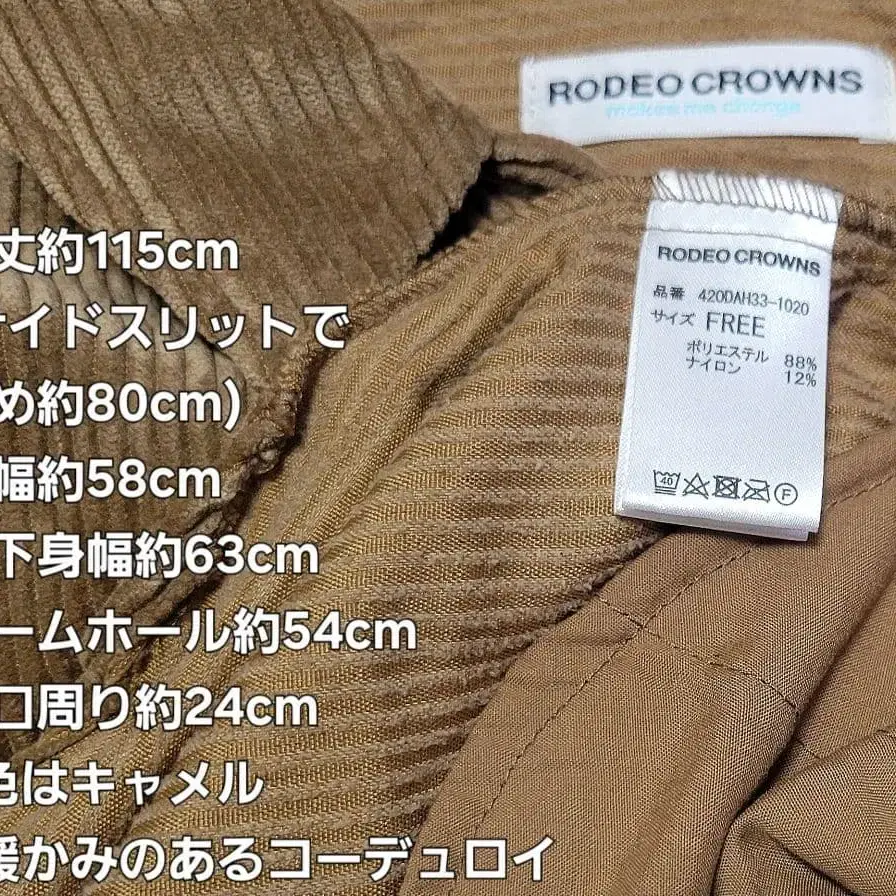 RODEO CROWNS
makes me change
RODEO CROWNS
品番 420DAH33-1020
サイズ FREE
ポリエステル 88%
ナイロン 12%
40
F
丈約115cm
サイドスリットで
め約80cm)
幅約58cm
下身幅約63cm
ームホール約54cm
口周り約24cm
色はキャメル
暖かみのあるコーデュロイ